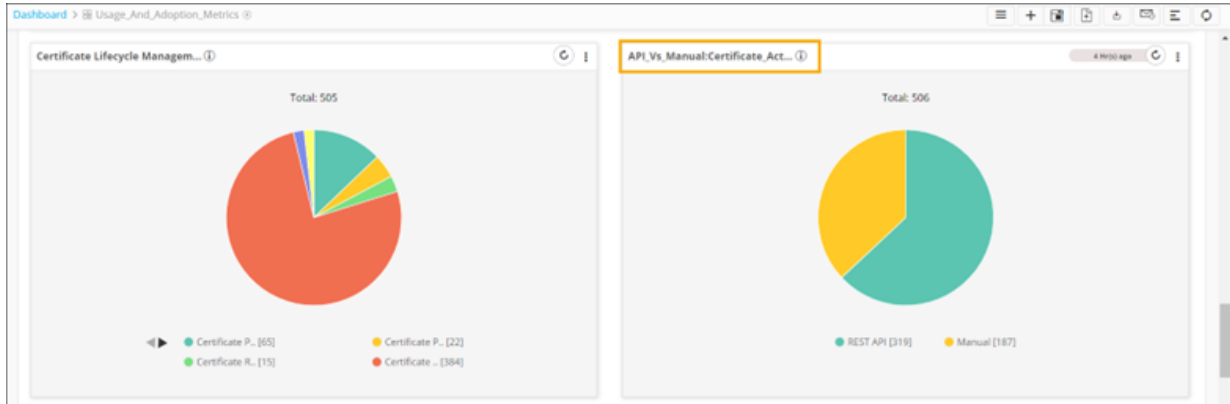 Dashboard > Usage_And_Adoption_Metrics
Certificate Lifecycle Managem...
Total: 505
Certificate P.. [65]
Certificate P.. [22]
Certificate R.. [15]
Certificate .. [384]
API_Vs_Manual:Certificate_Act...
4 Hr(s) ago
Total: 506
REST API [319]
Manual [187]